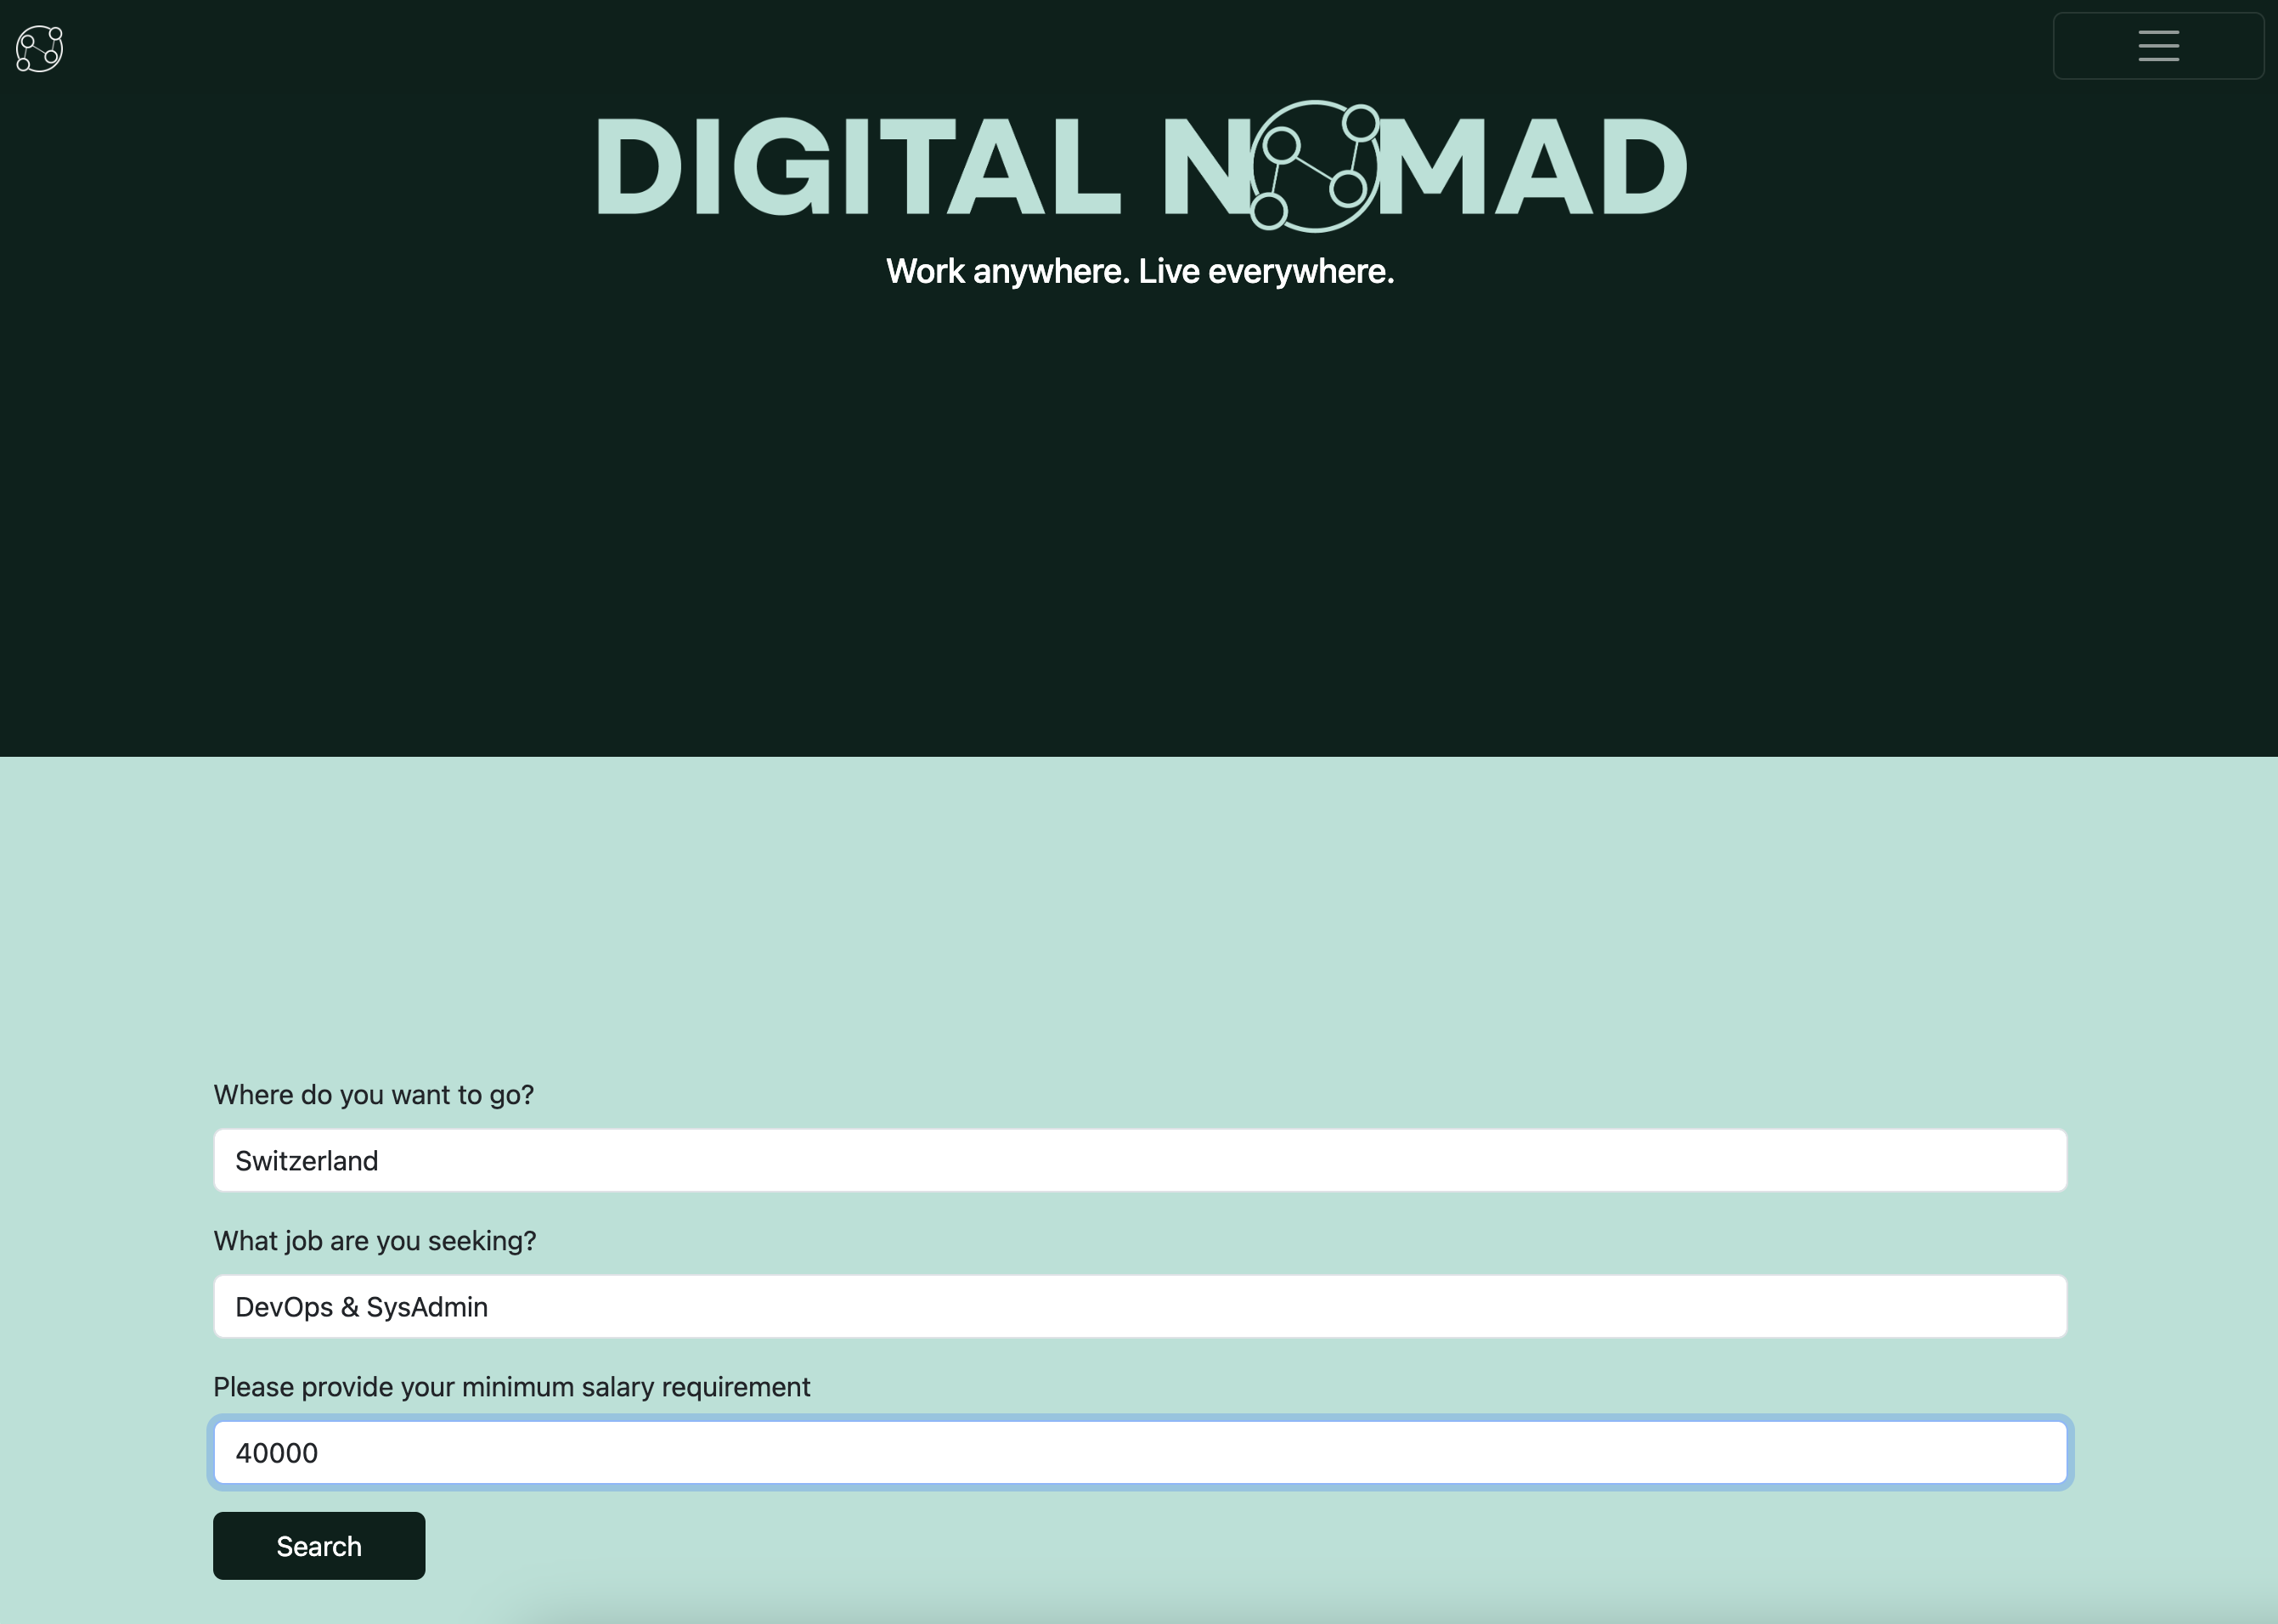 DIGITAL NOMAD
Work anywhere. Live everywhere.
Where do you want to go?
Switzerland
What job are you seeking?
DevOps & SysAdmin
Please provide your minimum salary requirement
40000
Search